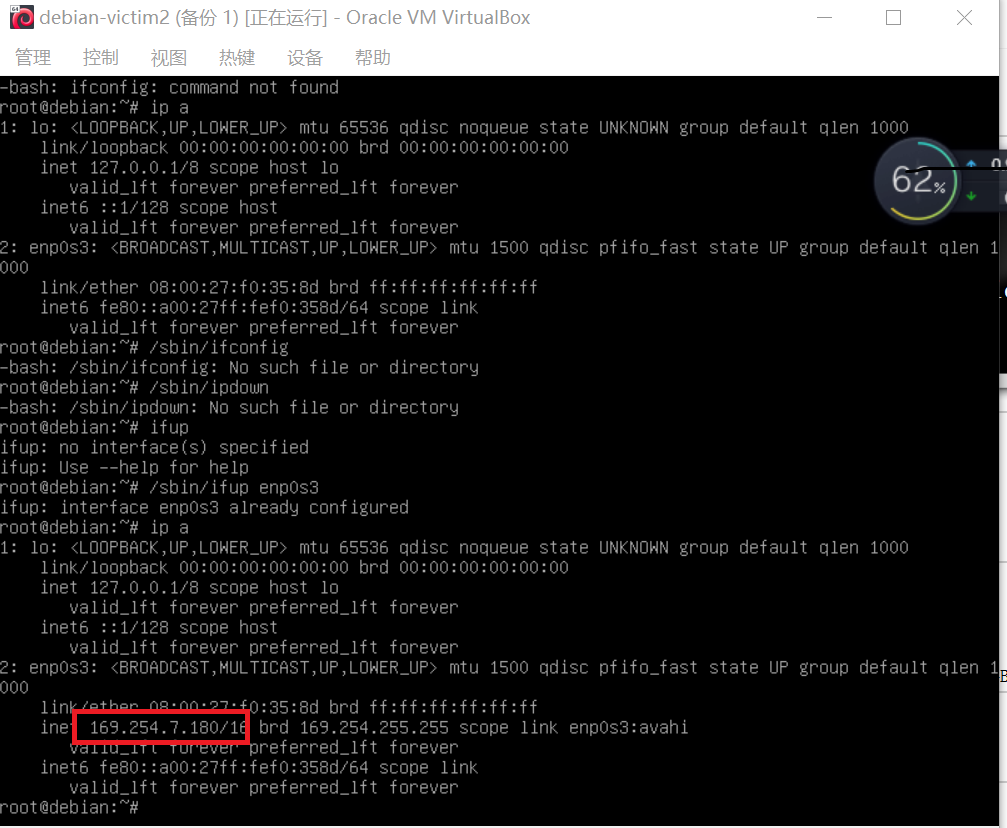 debian-victim2 (备份 1) [正在运行] - Oracle VM VirtualBox
管理 控制 视图 热键 设备 帮助
-bash: ifconfig: command not found
root@debian:~# ip a
1: lo: <LOOPBACK,UP,LOWER_UP> mtu 65536 qdisc noqueue state UNKNOWN group default qlen 1000
link/loopback 00:00:00:00:00:00 brd 00:00:00:00:00:00
inet 127.0.0.1/8 scope host lo
valid_lft forever preferred_lft forever
inet6 ::1/128 scope host
valid_lft forever preferred_lft forever
2: enp0s3: <BROADCAST,MULTICAST,UP,LOWER_UP> mtu 1500 qdisc pfifo_fast state UP group default qlen 1
000
link/ether 08:00:27:f0:35:8d brd ff:ff:ff:ff:ff:ff
inet6 fe80::a00:27ff:fef0:358d/64 scope link
valid_lft forever preferred_lft forever
root@debian:~# /sbin/ifconfig
-bash: /sbin/ifconfig: No such file or directory
root@debian:~# /sbin/ipdown
-bash: /sbin/ipdown: No such file or directory
root@debian:~# ifup
ifup: no interface(s) specified
ifup: Use --help for help
root@debian:~# /sbin/ifup enp0s3
ifup: interface enp0s3 already configured
root@debian:~# ip a
1: lo: <LOOPBACK,UP,LOWER_UP> mtu 65536 qdisc noqueue state UNKNOWN group default qlen 1000
link/loopback 00:00:00:00:00:00 brd 00:00:00:00:00:00
inet 127.0.0.1/8 scope host lo
valid_lft forever preferred_lft forever
inet6 ::1/128 scope host
valid_lft forever preferred_lft forever
2: enp0s3: <BROADCAST,MULTICAST,UP,LOWER_UP> mtu 1500 qdisc pfifo_fast state UP group default qlen 1
000
link/ether 08:00:27:f0:35:8d brd ff:ff:ff:ff:ff:ff
inet 169.254.7.180/16 brd 169.254.255.255 scope link enp0s3:avahi
valid_lft forever preferred_lft forever
inet6 fe80::a00:27ff:fef0:358d/64 scope link
valid_lft forever preferred_lft forever
root@debian:~#
62%